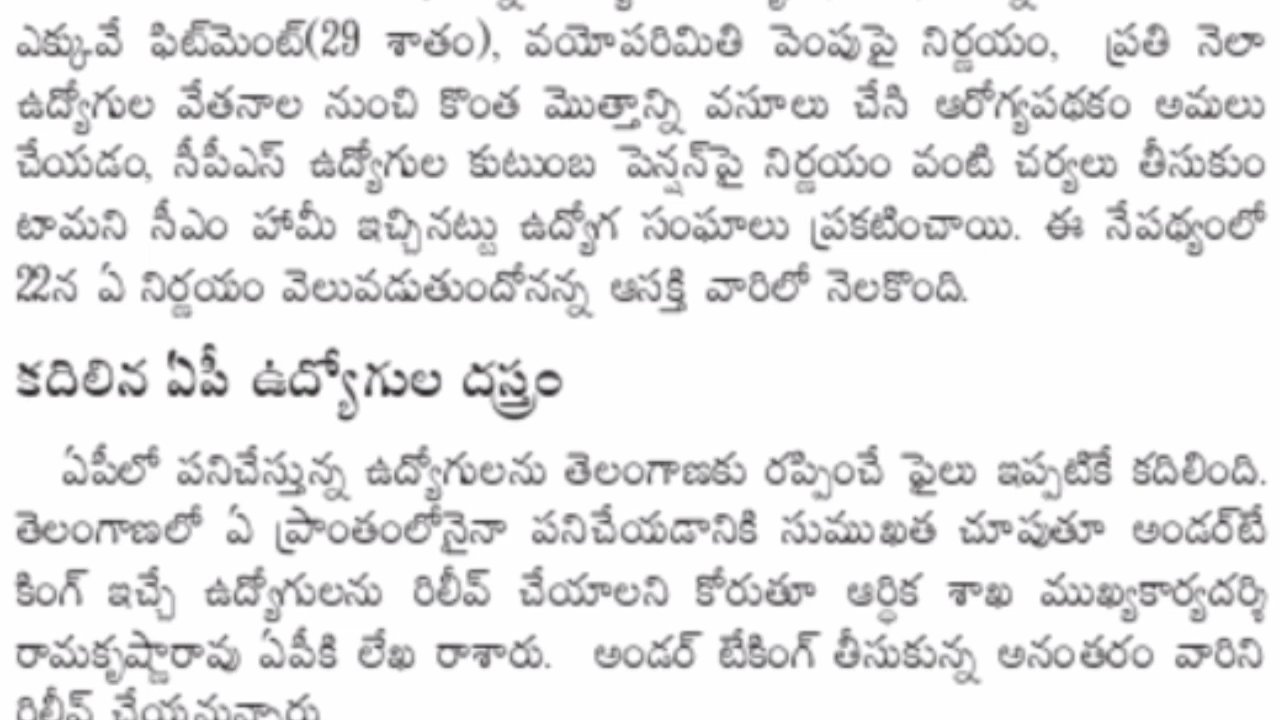 ఎక్కువే ఫిట్‌మెంట్(29 శాతం), వయోపరిమితి పెంపుపై నిర్ణయం, ప్రతి నెలా
ఉద్యోగుల వేతనాల నుంచి కొంత మొత్తాన్ని వసూలు చేసి ఆరోగ్యపథకం అమలు
చేయడం, సీపీఎస్ ఉద్యోగుల కుటుంబ పెన్షన్‌పై నిర్ణయం వంటి చర్యలు తీసుకుం
టామని సీఎం హామీ ఇచ్చినట్టు ఉద్యోగ సంఘాలు ప్రకటించాయి. ఈ నేపథ్యంలో
22న ఏ నిర్ణయం వెలువడుతుందోనన్న ఆసక్తి వారిలో నెలకొంది.
కదిలిన ఏపీ ఉద్యోగుల దస్త్రం
ఏపీలో పనిచేస్తున్న ఉద్యోగులను తెలంగాణకు రప్పించే ఫైలు ఇప్పటికే కదిలింది.
తెలంగాణలో ఏ ప్రాంతంలోనైనా పనిచేయడానికి సుముఖత చూపుతూ అండర్‌టే
కింగ్ ఇచ్చే ఉద్యోగులను రిలీవ్ చేయాలని కోరుతూ ఆర్థిక శాఖ ముఖ్యకార్యదర్శి
రామకృష్ణారావు ఏపీకి లేఖ రాశారు. అండర్ టేకింగ్ తీసుకున్న అనంతరం వారిని
రిలీవ్ చేయనున్నారు